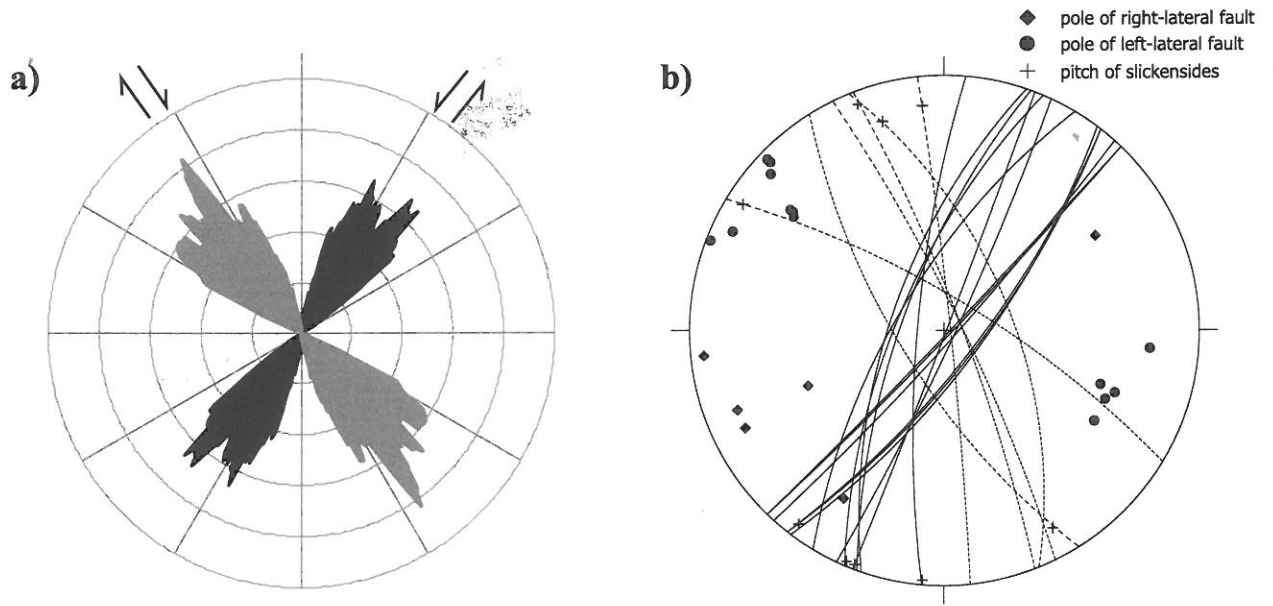 a)
b)
pole of right-lateral fault
pole of left-lateral fault
pitch of slickensides